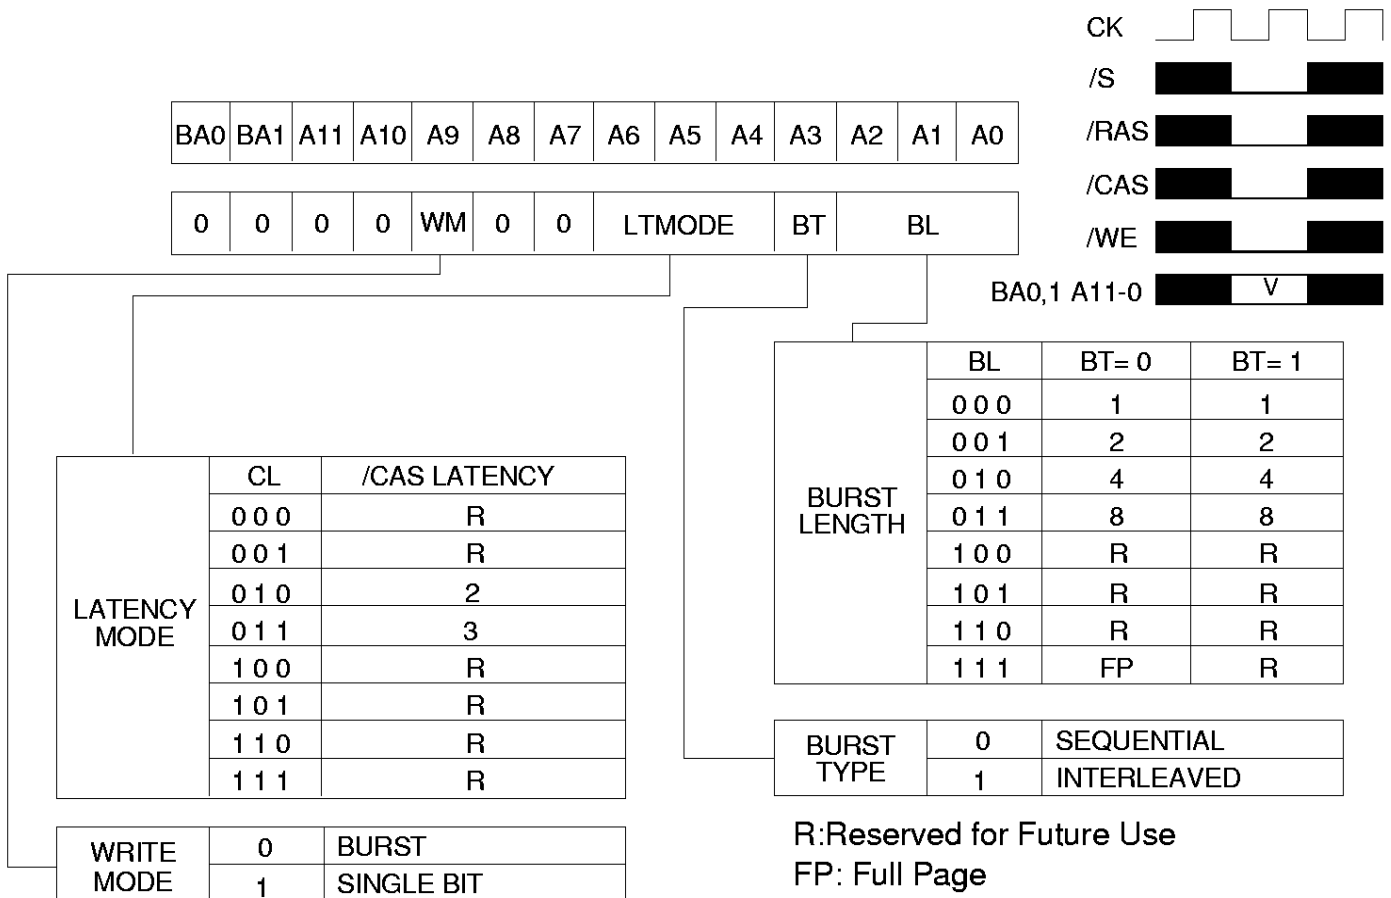 CK
/S
/RAS
/CAS
/WE
BA0,1 A11-0 V
BA0 BA1 A11 A10 A9 A8 A7 A6 A5 A4 A3 A2 A1 A0
0 0 0 0 WM 0 0 LTMODE BT BL
BL BT= 0 BT= 1
0 0 0 1 1
0 0 1 2 2
0 1 0 4 4
BURST
LENGTH
0 1 1 8 8
1 0 0 R R
1 0 1 R R
1 1 0 R R
1 1 1 FP R
CL /CAS LATENCY
0 0 0 R
0 0 1 R
0 1 0 2
LATENCY
MODE
0 1 1 3
1 0 0 R
1 0 1 R
1 1 0 R
1 1 1 R
BURST
TYPE
0 SEQUENTIAL
1 INTERLEAVED
WRITE
MODE
0 BURST
1 SINGLE BIT
R:Reserved for Future Use
FP: Full Page